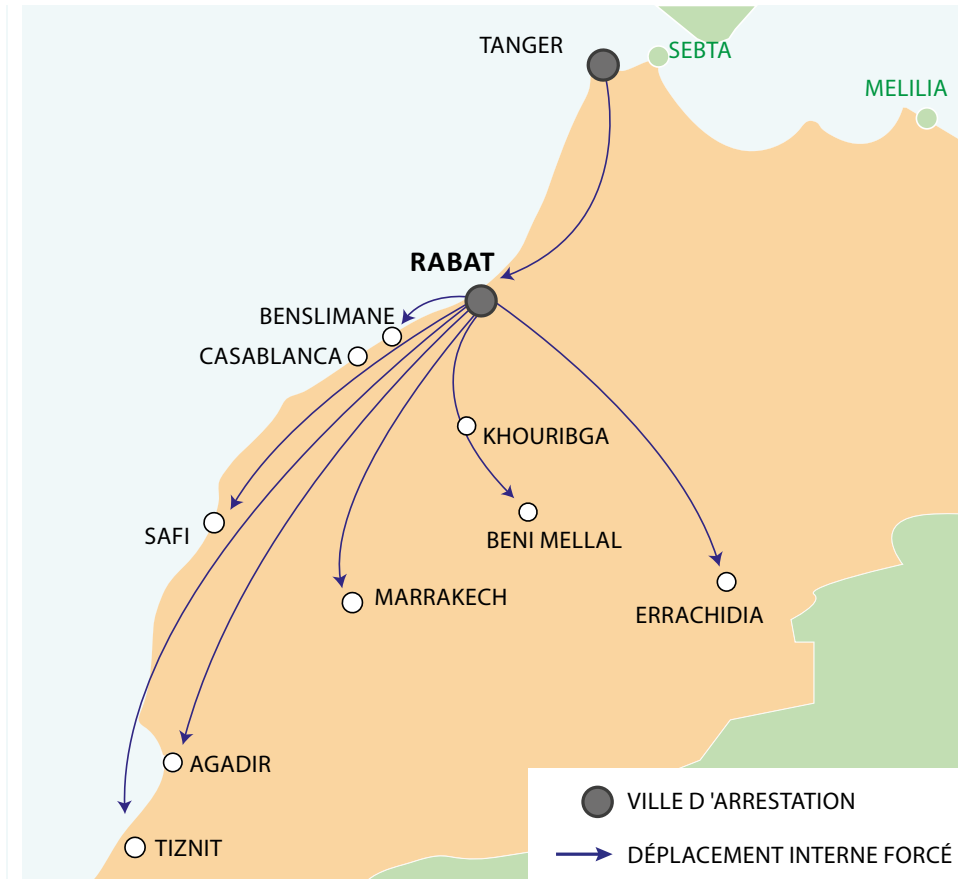 TANGER
SEBTA
MELILIA
RABAT
BENSLIMANE
CASABLANCA
KHOURIBGA
SAFI
BENI MELLAL
MARRAKECH
ERRACHIDIA
AGADIR
TIZNIT
VILLE D 'ARRESTATION
DÉPLACEMENT INTERNE FORCÉ